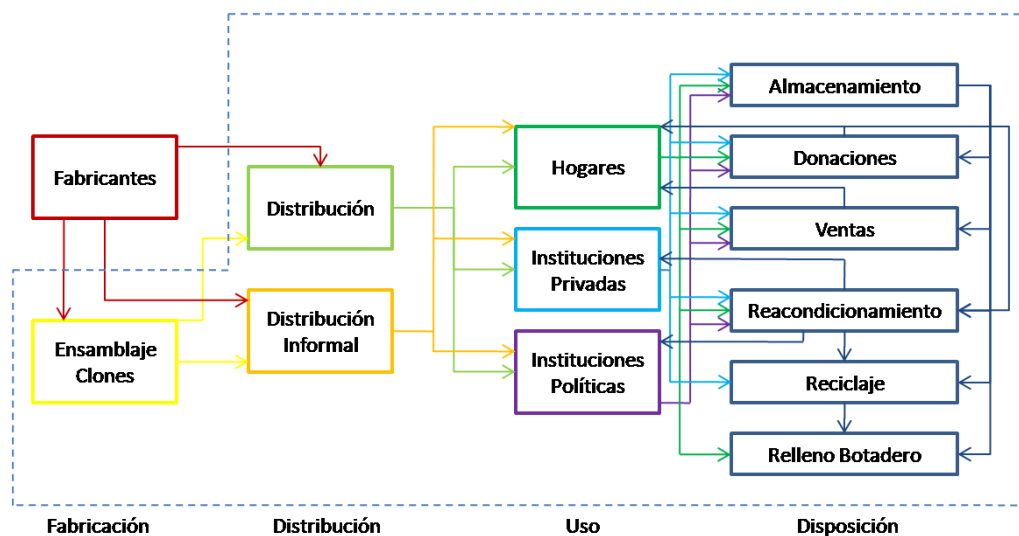 Fabricantes
Ensamblaje
Clones
Distribución
Distribución
Informal
Hogares
Instituciones
Privadas
Instituciones
Políticas
Almacenamiento
Donaciones
Ventas
Reacondicionamiento
Reciclaje
Relleno Botadero
Fabricación
Distribución
Uso
Disposición